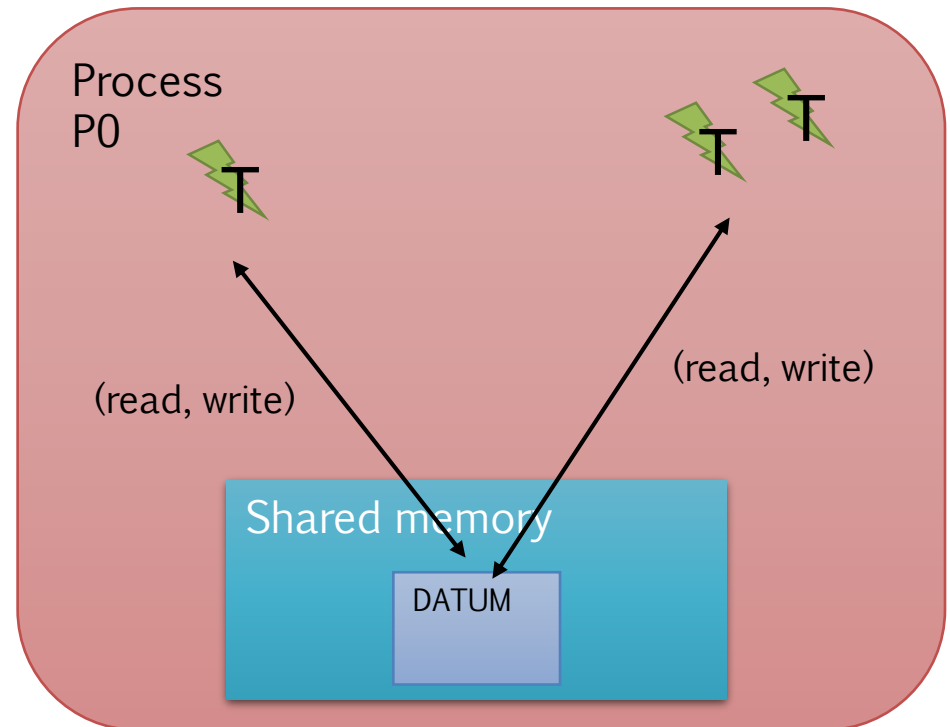 Process
P0
T
T
T
(read, write)
(read, write)
Shared memory
DATUM